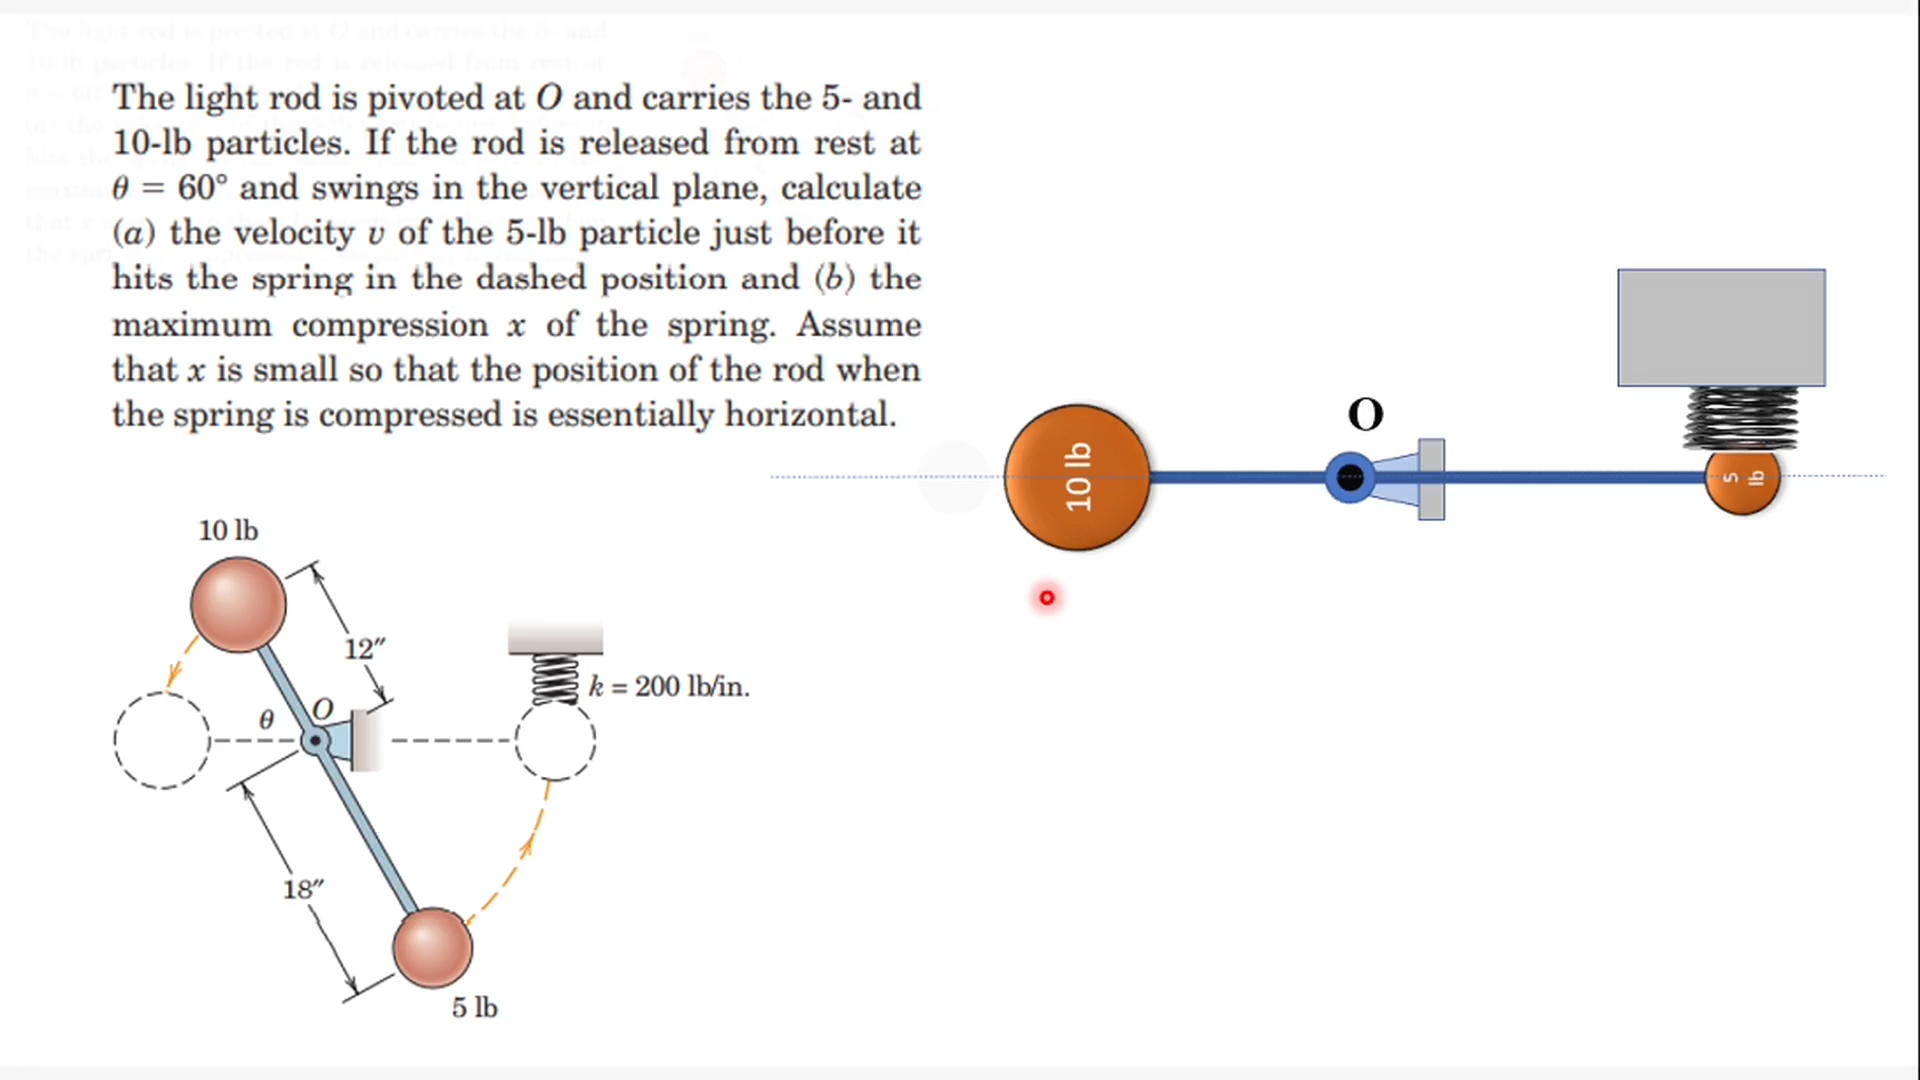 The light rod is pivoted at O and carries the 5- and
10-lb particles. If the rod is released from rest at
θ = 60° and swings in the vertical plane, calculate
(a) the velocity v of the 5-lb particle just before it
hits the spring in the dashed position and (b) the
maximum compression x of the spring. Assume
that x is small so that the position of the rod when
the spring is compressed is essentially horizontal.
O
10 lb
5
lb
10 lb
12″
k = 200 lb/in.
θ
O
18″
5 lb